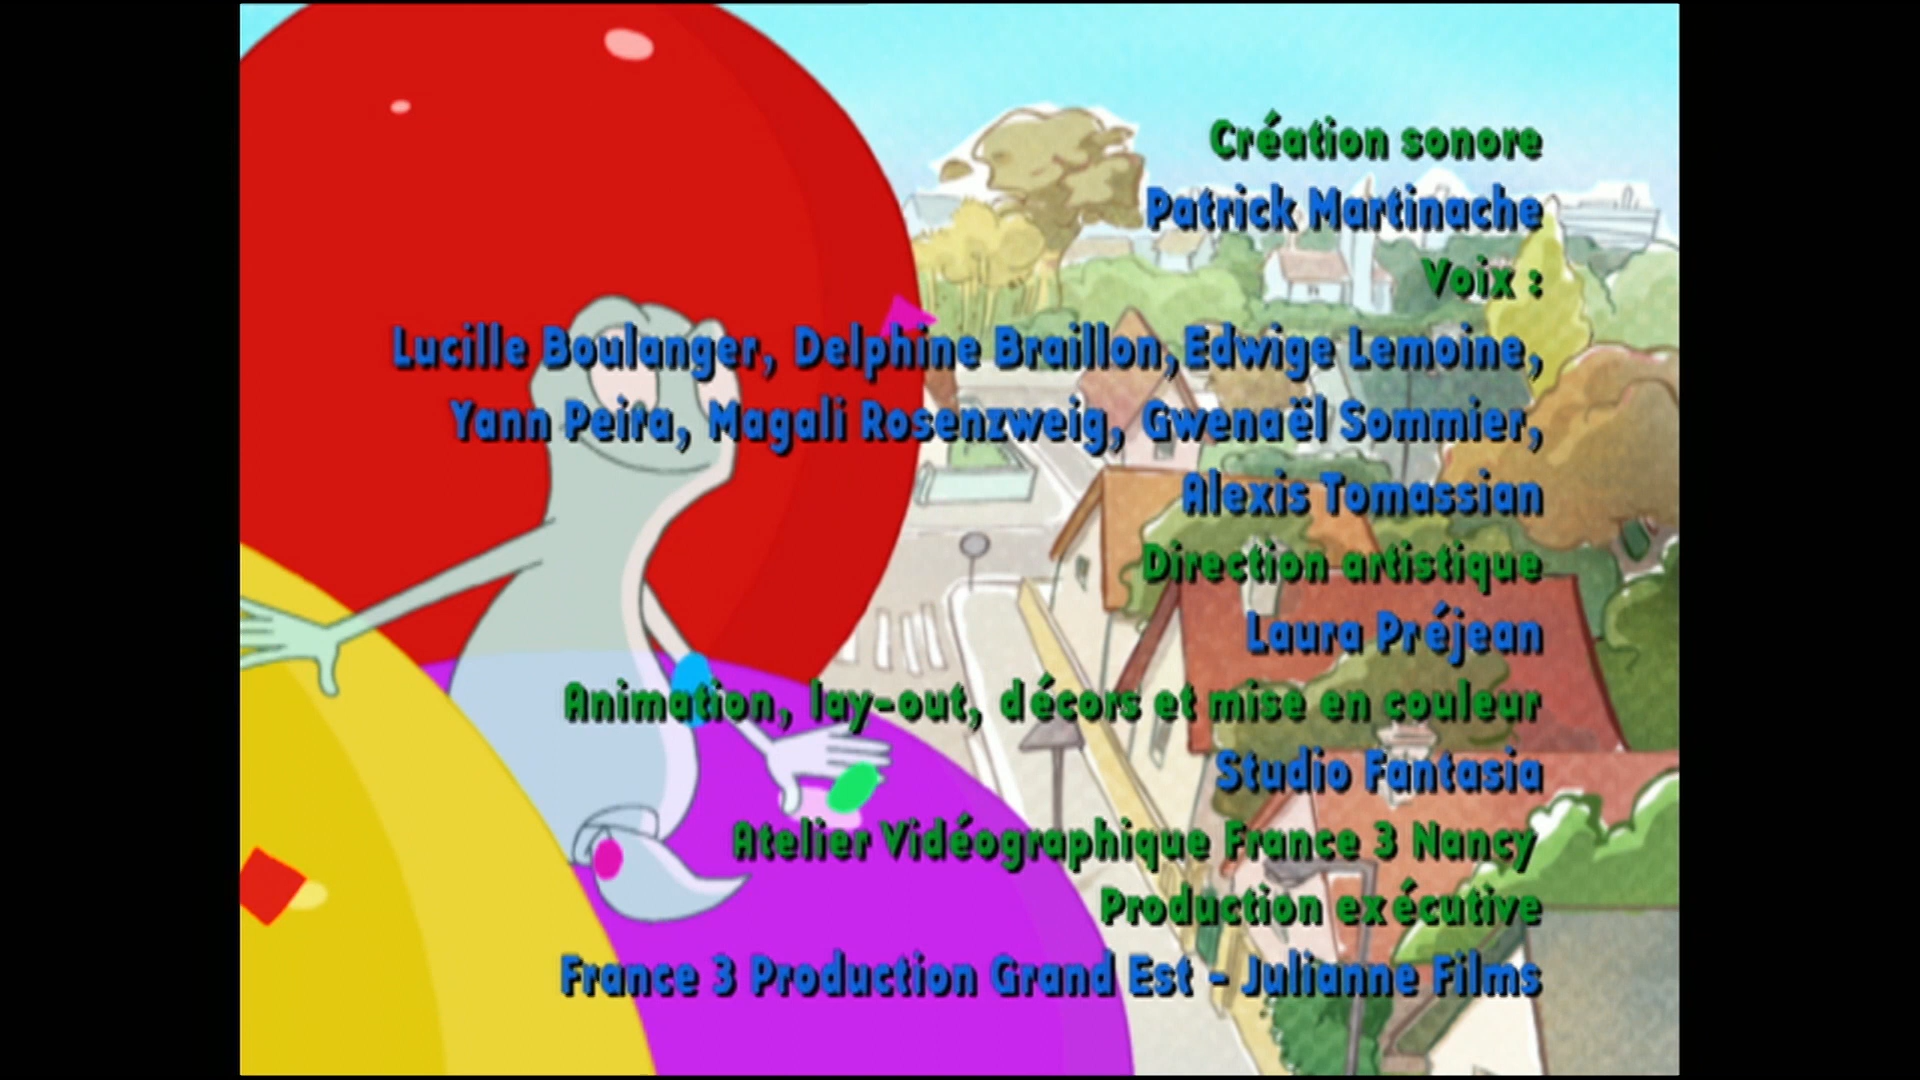 Création sonore
Patrick Martinache
Voix :
Lucille Boulanger, Delphine Braillon,Edwige Lemoine,
Yann Peira, Magali Rosenzweig, Gwenaël Sommier,
Alexis Tomassian
Direction artistique
Laura Préjean
Animation, lay-out, décors et mise en couleur
Studio Fantasia
Atelier Vidéographique France 3 Nancy
Production exécutive
France 3 Production Grand Est - Julianne Films